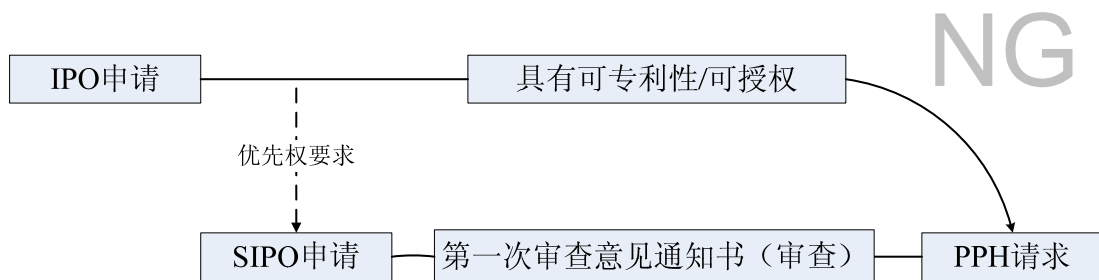 NG
IPO申请
具有可专利性/可授权
优先权要求
SIPO申请
第一次审查意见通知书（审查）
PPH请求